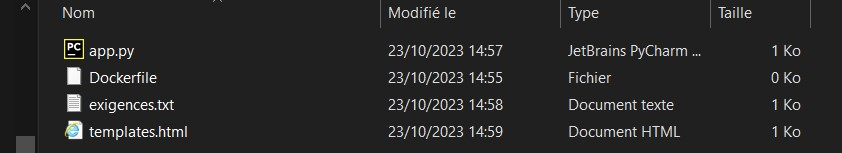 Nom Modifié le Type Taille
app.py 23/10/2023 14:57 JetBrains PyCharm ... 1 Ko
Dockerfile 23/10/2023 14:55 Fichier 0 Ko
exigences.txt 23/10/2023 14:58 Document texte 1 Ko
templates.html 23/10/2023 14:59 Document HTML 1 Ko